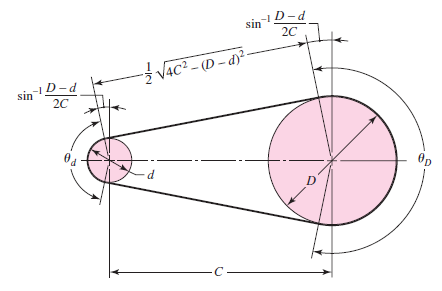 sin⁻¹ D – d / 2C
½ √4C² – (D – d)²
sin⁻¹ D – d / 2C
θd
d
D
θD
C